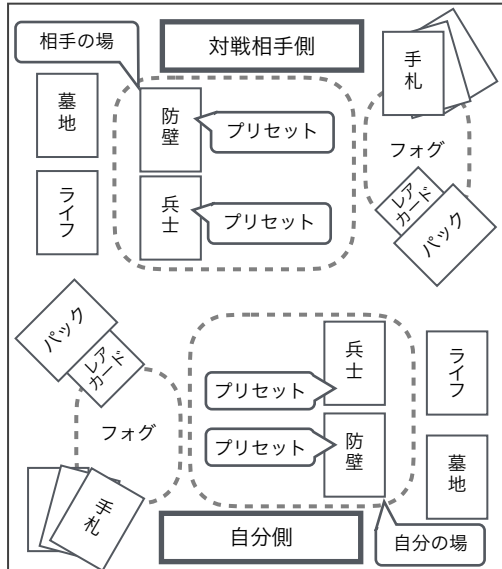 相手の場
対戦相手側
手札
墓地
防壁
プリセット
フォグ
ライフ
兵士
プリセット
レア
カード
パック
パック
レア
カード
兵士
ライフ
プリセット
フォグ
プリセット
防壁
墓地
手札
自分側
自分の場